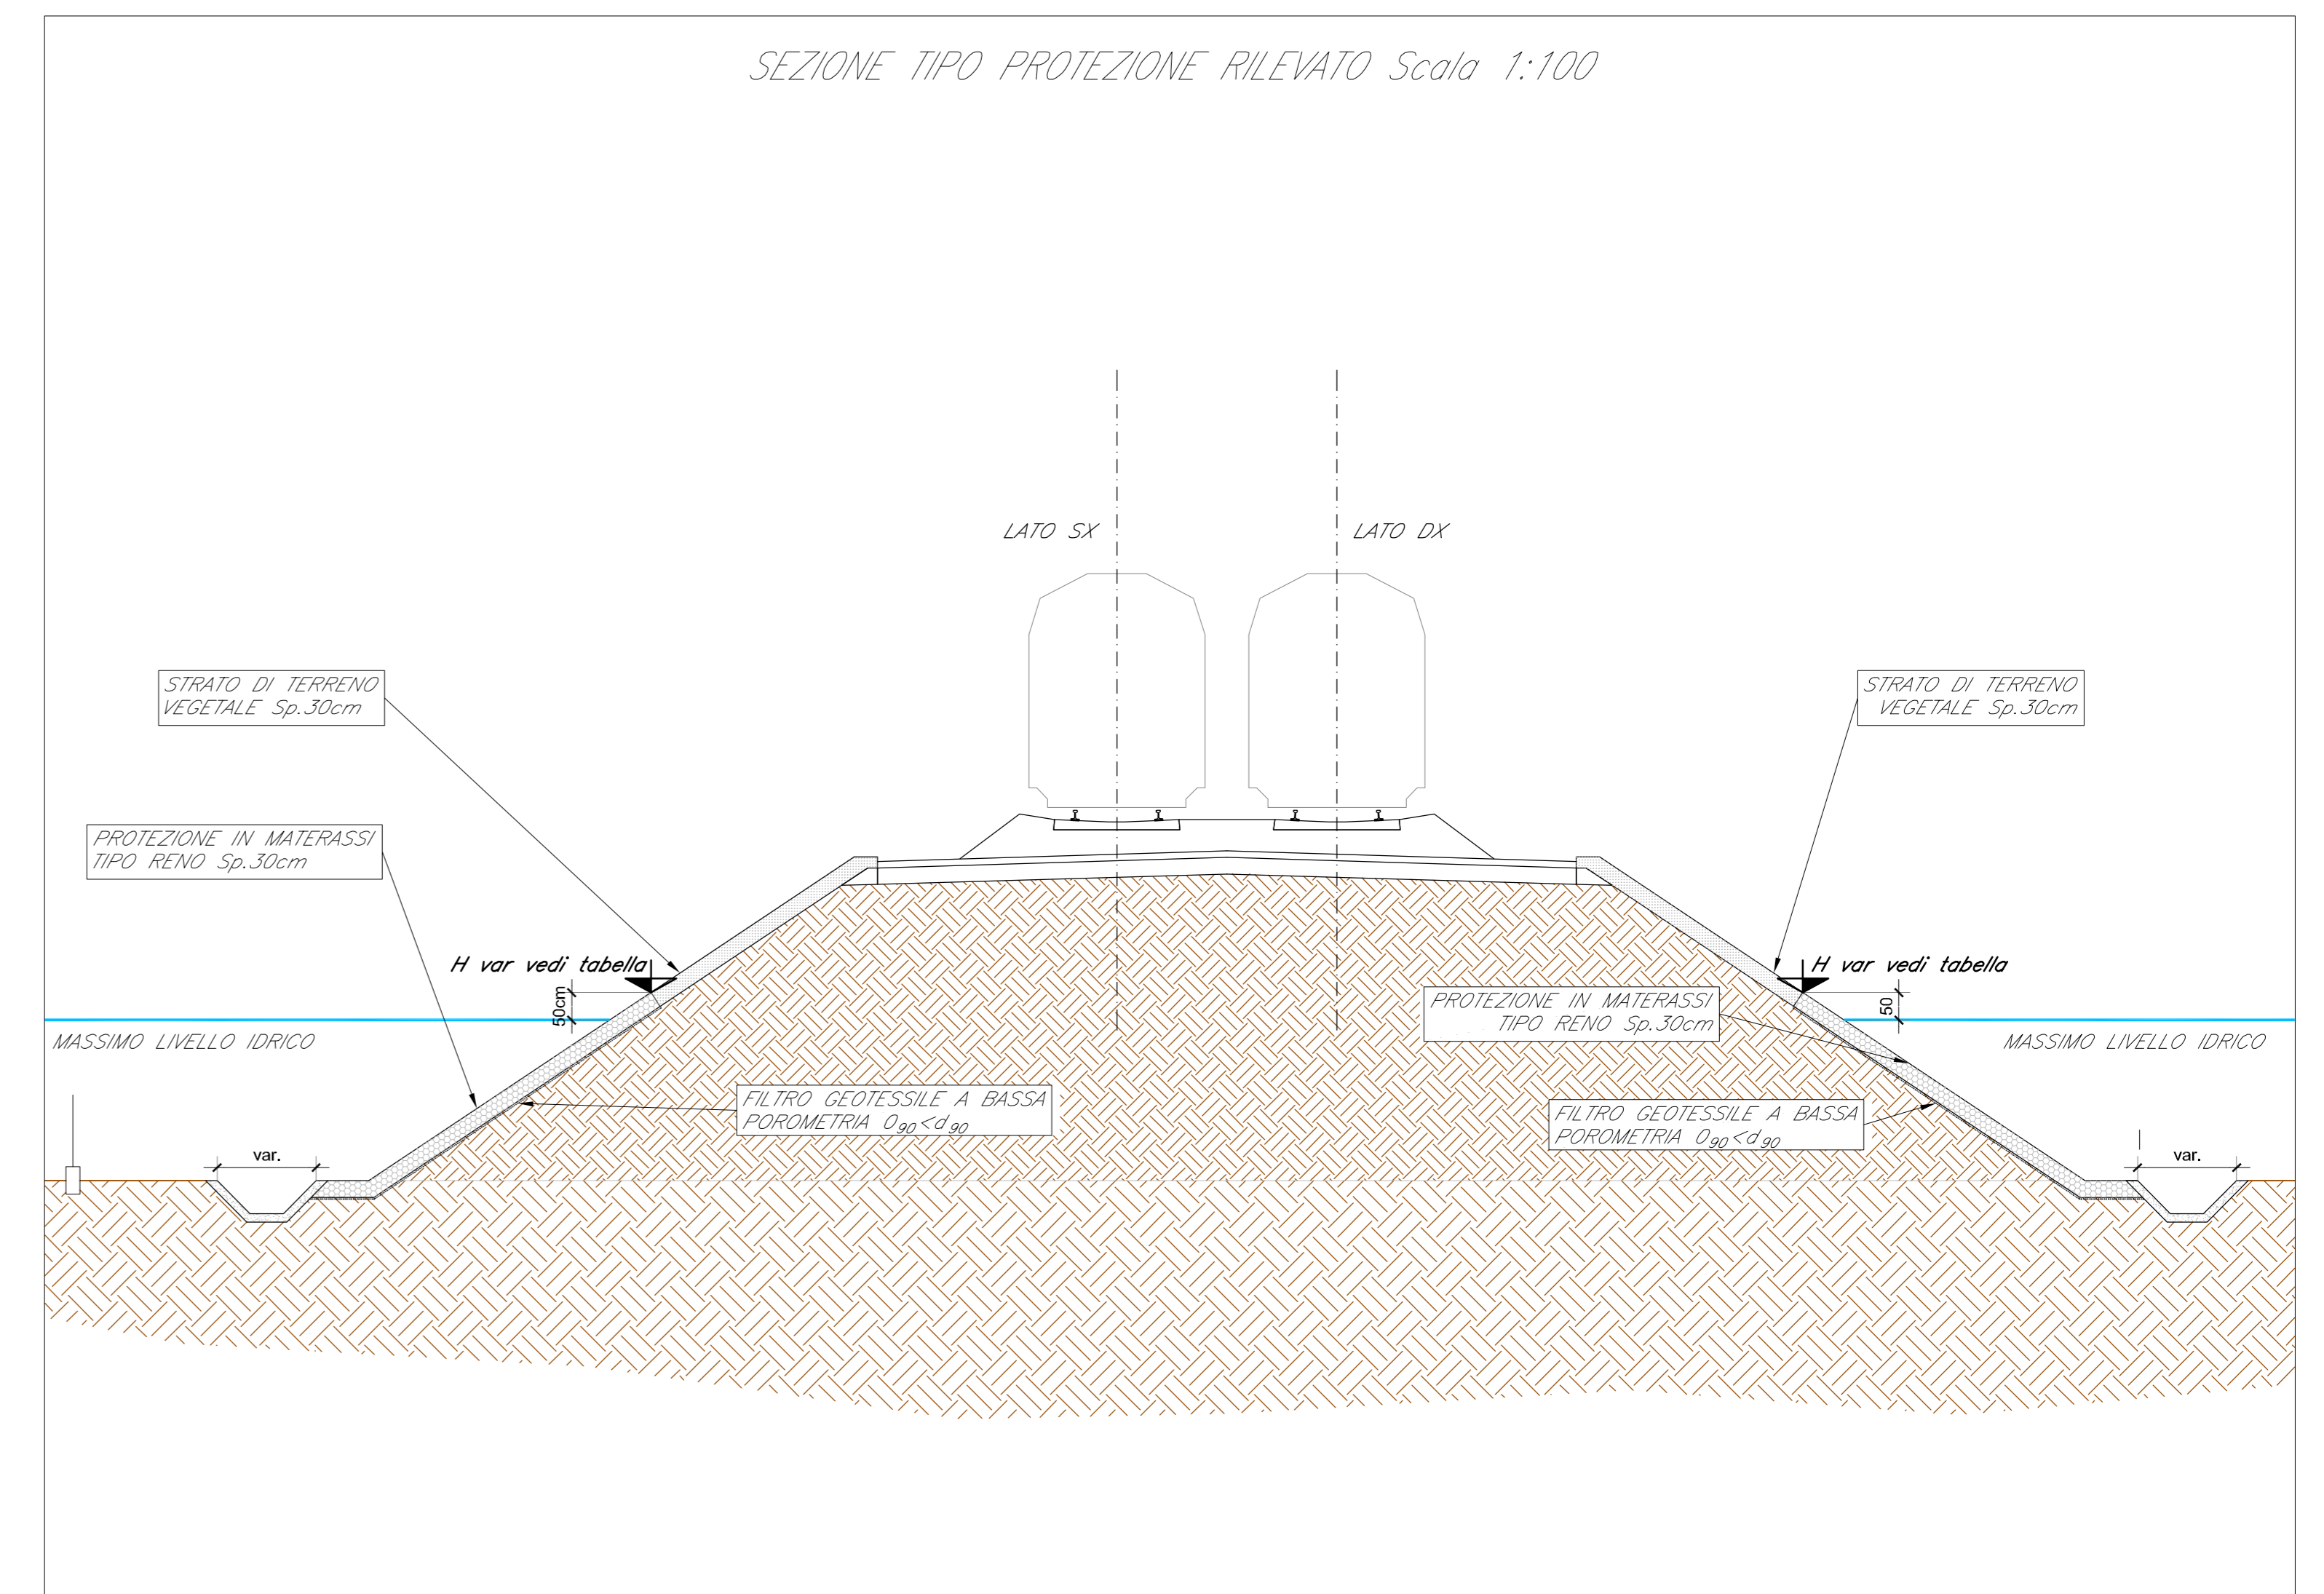 SEZIONE TIPO PROTEZIONE RILEVATO Scala 1:100
LATO SX
LATO DX
STRATO DI TERRENO
VEGETALE Sp.30cm
STRATO DI TERRENO
VEGETALE Sp.30cm
PROTEZIONE IN MATERASSI
TIPO RENO Sp.30cm
H var vedi tabella
H var vedi tabella
50cm
PROTEZIONE IN MATERASSI
TIPO RENO Sp.30cm
50
MASSIMO LIVELLO IDRICO
MASSIMO LIVELLO IDRICO
FILTRO GEOTESSILE A BASSA
POROMETRIA O90<d90
FILTRO GEOTESSILE A BASSA
POROMETRIA O90<d90
var.
var.